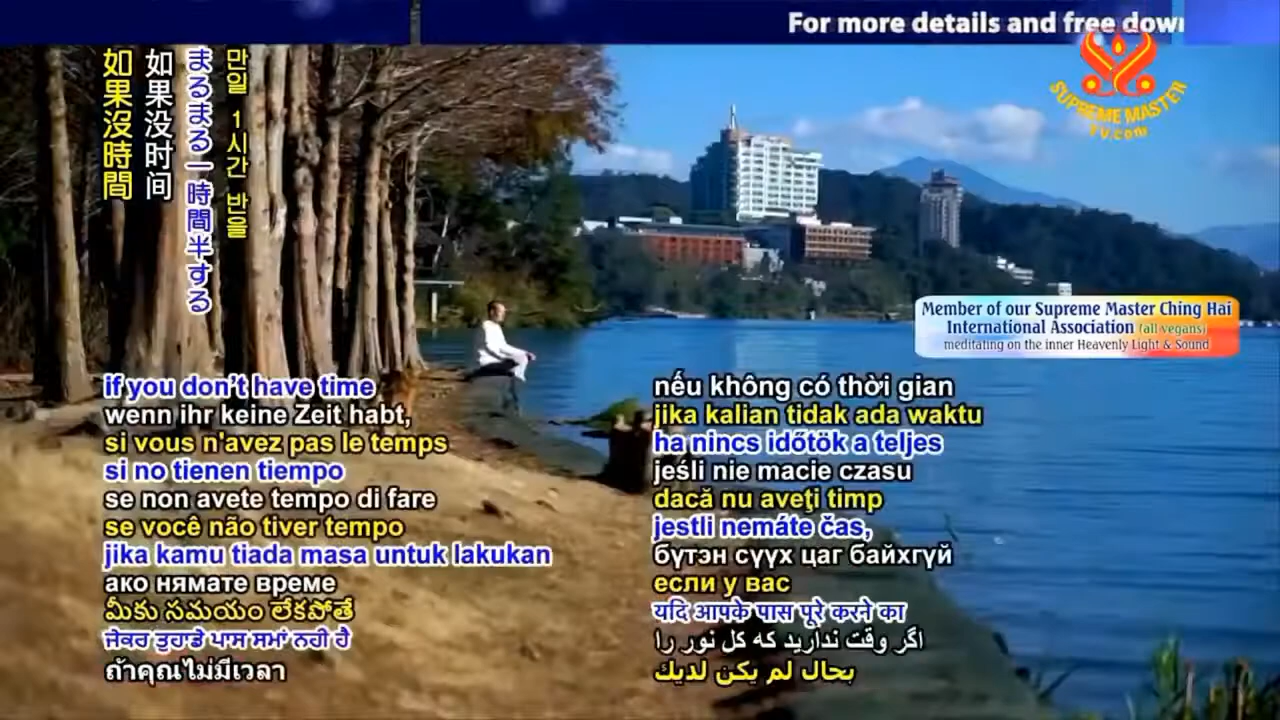 For more details and free down
SUPREME MASTER
TV.com
만일 1시간 반을
まるまる一時間半する
如果没时间
如果沒時間
Member of our Supreme Master Ching Hai
International Association (all vegans)
meditating on the inner Heavenly Light & Sound
if you don't have time
wenn ihr keine Zeit habt,
si vous n'avez pas le temps
si no tienen tiempo
se non avete tempo di fare
se você não tiver tempo
jika kamu tiada masa untuk lakukan
ако нямате време
మీకు సమయం లేకపోతే
ਜੇਕਰ ਤੁਹਾਡੇ ਪਾਸ ਸਮਾਂ ਨਹੀ ਹੈ
ถ้าคุณไม่มีเวลา
nếu không có thời gian
jika kalian tidak ada waktu
ha nincs időtök a teljes
jeśli nie macie czasu
dacă nu aveţi timp
jestli nemáte čas,
бүтэн сүүх цаг байхгүй
если у вас
यदि आपके पास पूरे करने का
اگر وقت ندارید که کل نور را
بحال لم يكن لديك